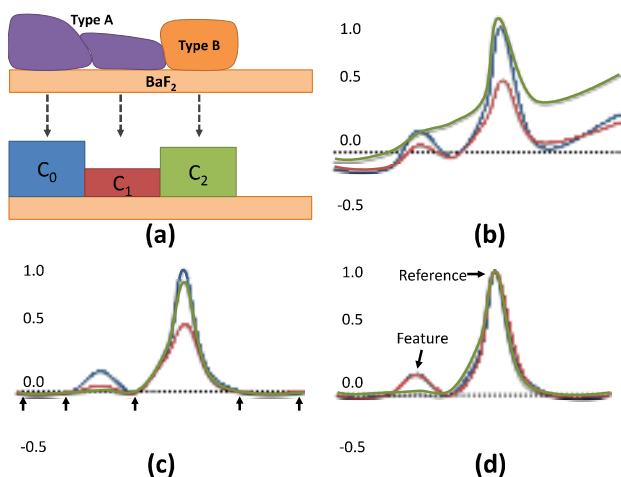 Type A
Type B
BaF₂
C₀
C₁
C₂
(a)
1.0
0.5
0.0
-0.5
(b)
1.0
0.5
0.0
-0.5
(c)
1.0
Reference
0.5
Feature
0.0
-0.5
(d)